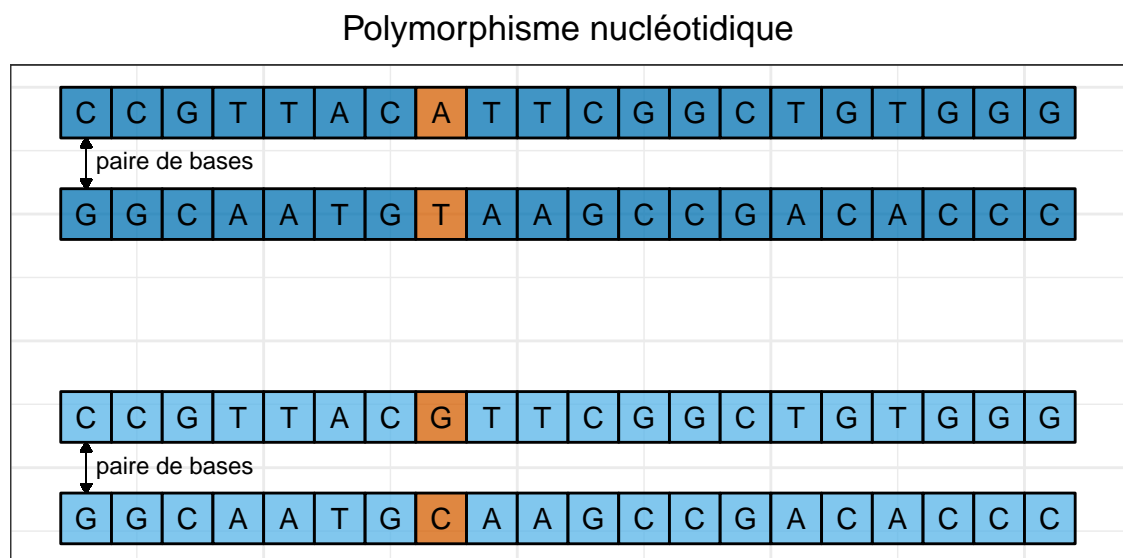 Polymorphisme nucléotidique
C C G T T A C A T T C G G C T G T G G G
paire de bases
G G C A A T G T A A G C C G A C A C C C
C C G T T A C G T T C G G C T G T G G G
paire de bases
G G C A A T G C A A G C C G A C A C C C